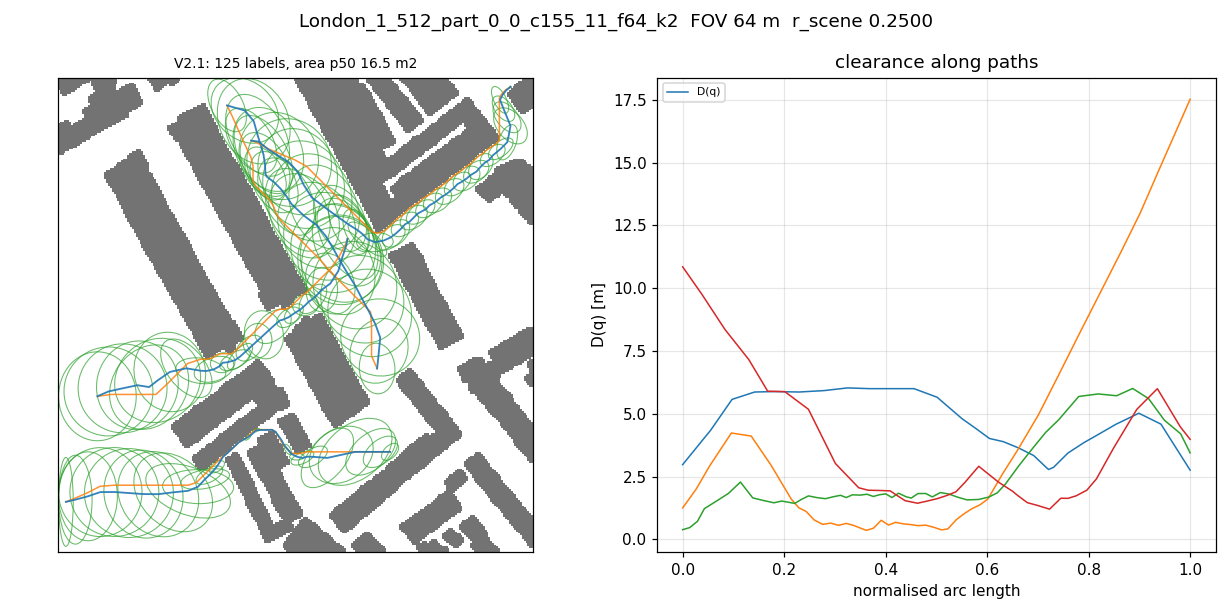 London_1_512_part_0_0_c155_11_f64_k2 FOV 64 m r_scene 0.2500
V2.1: 125 labels, area p50 16.5 m2
clearance along paths
D(q)
17.5
15.0
12.5
10.0
7.5
5.0
2.5
0.0
D(q) [m]
0.0 0.2 0.4 0.6 0.8 1.0
normalised arc length